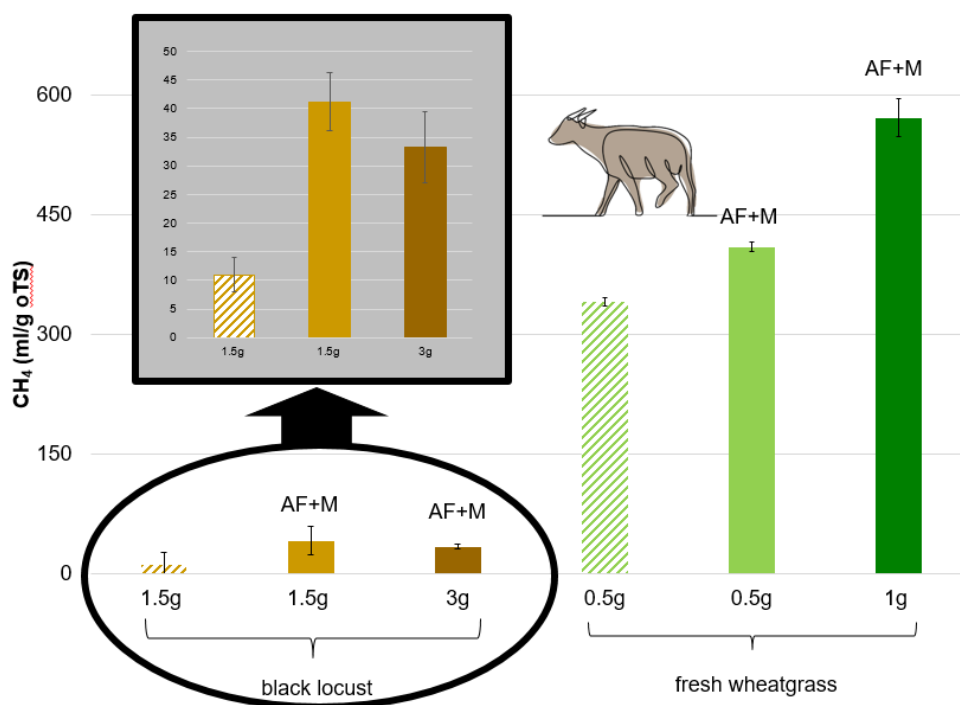 CH₄ (ml/g oTS)
600
450
300
150
0
50
45
40
35
30
25
20
15
10
5
0
1.5g 1.5g 3g
AF+M
AF+M
AF+M
AF+M
1.5g 1.5g 3g 0.5g 0.5g 1g
black locust fresh wheatgrass